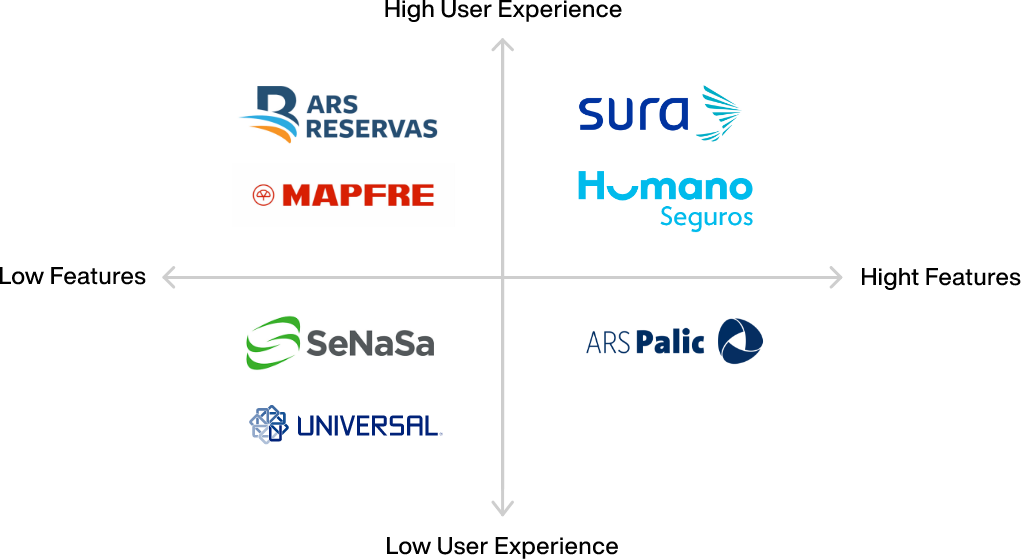 High User Experience
ARS
RESERVAS
sura
MAPFRE
Humano
Seguros
Low Features
Hight Features
SeNaSa
ARS Palic
UNIVERSAL
Low User Experience